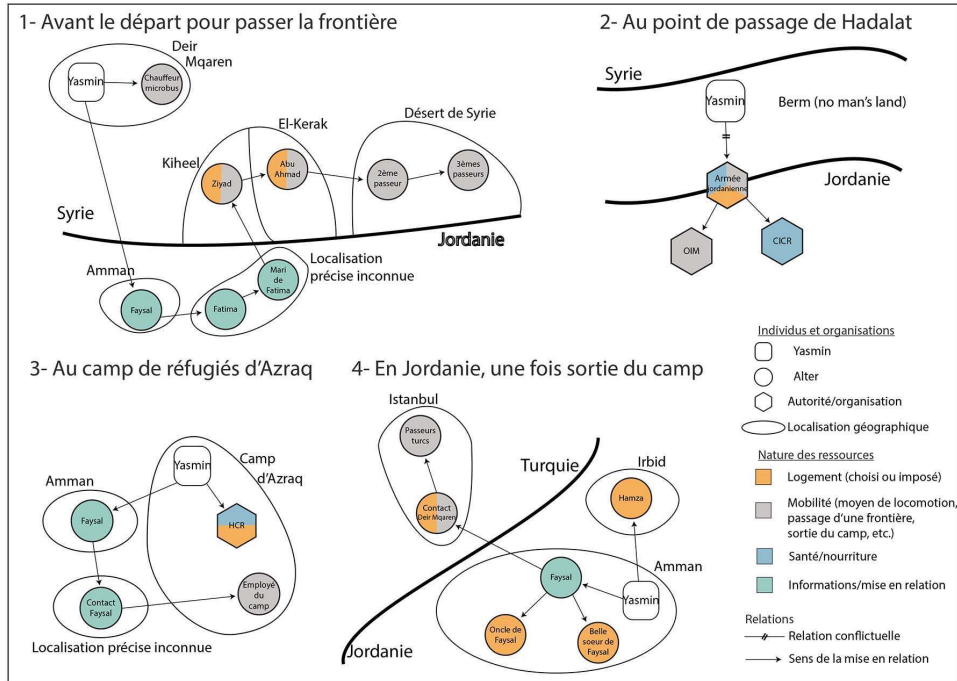 1- Avant le départ pour passer la frontière
Deir
Mqaren
Yasmin
Chauffeur
microbus
Désert de Syrie
El-Kerak
Kiheel
Ziyad
Abu
Ahmad
2ème
passeur
3èmes
passeurs
Syrie
Jordanie
Localisation
précise inconnue
Amman
Mari
de
Fatima
Faysal
Fatima
2- Au point de passage de Hadalat
Syrie
Yasmin
Berm (no man's land)
Armée
jordanienne
Jordanie
OIM
CICR
3- Au camp de réfugiés d'Azraq
Yasmin
Camp
d'Azraq
Amman
Faysal
HCR
Employé
du
camp
Contact
Faysal
Localisation précise inconnue
4- En Jordanie, une fois sortie du camp
Istanbul
Passeurs
turcs
Turquie
Irbid
Hamza
Contact
Deir Mqaren
Amman
Faysal
Yasmin
Oncle de
Faysal
Belle
soeur de
Faysal
Jordanie
Individus et organisations
Yasmin
Alter
Autorité/organisation
Localisation géographique
Nature des ressources
Logement (choisi ou imposé)
Mobilité (moyen de locomotion,
passage d'une frontière,
sortie du camp, etc.)
Santé/nourriture
Informations/mise en relation
Relations
Relation conflictuelle
Sens de la mise en relation